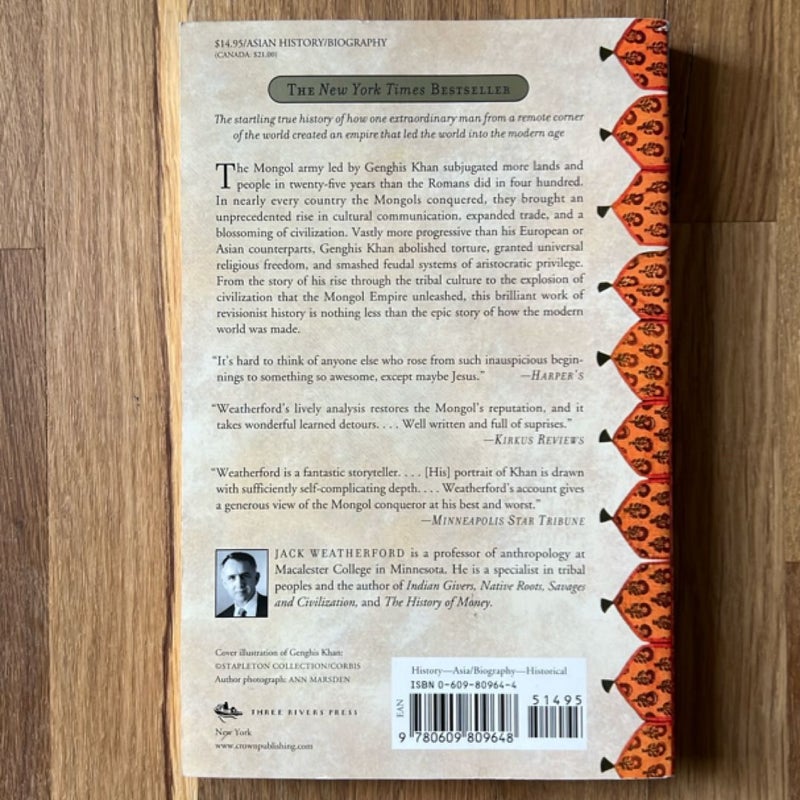 $14.95/ASIAN HISTORY/BIOGRAPHY
(CANADA: $21.00)
THE New York Times BESTSELLER
The startling true history of how one extraordinary man from a remote corner
of the world created an empire that led the world into the modern age
The Mongol army led by Genghis Khan subjugated more lands and
people in twenty-five years than the Romans did in four hundred.
In nearly every country the Mongols conquered, they brought an
unprecedented rise in cultural communication, expanded trade, and a
blossoming of civilization. Vastly more progressive than his European or
Asian counterparts, Genghis Khan abolished torture, granted universal
religious freedom, and smashed feudal systems of aristocratic privilege.
From the story of his rise through the tribal culture to the explosion of
civilization that the Mongol Empire unleashed, this brilliant work of
revisionist history is nothing less than the epic story of how the modern
world was made.
“It’s hard to think of anyone else who rose from such inauspicious begin-
nings to something so awesome, except maybe Jesus.” —HARPER’S
“Weatherford’s lively analysis restores the Mongol’s reputation, and it
takes wonderful learned detours. . . . Well written and full of suprises.”
—KIRKUS REVIEWS
“Weatherford is a fantastic storyteller. . . . [His] portrait of Khan is drawn
with sufficiently self-complicating depth. . . . Weatherford’s account gives
a generous view of the Mongol conqueror at his best and worst.”
—MINNEAPOLIS STAR TRIBUNE
JACK WEATHERFORD is a professor of anthropology at
Macalester College in Minnesota. He is a specialist in tribal
peoples and the author of Indian Givers, Native Roots, Savages
and Civilization, and The History of Money.
Cover illustration of Genghis Khan:
©STAPLETON COLLECTION/CORBIS
Author photograph: ANN MARSDEN
THREE RIVERS PRESS
New York
www.crownpublishing.com
History—Asia/Biography—Historical
ISBN 0-609-80964-4
51495
EAN
9 780609 809648